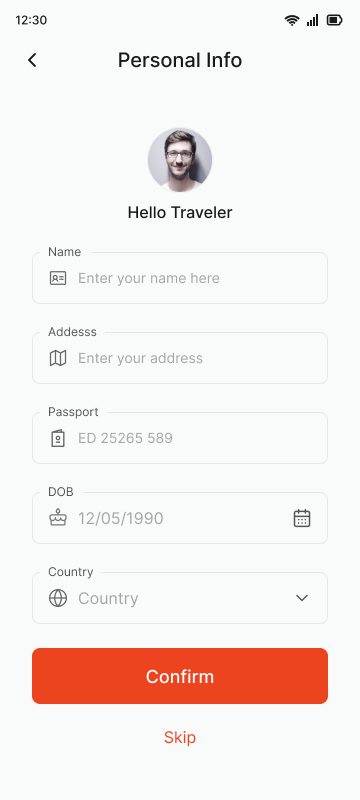 12:30
Personal Info
Hello Traveler
Name
Enter your name here
Addesss
Enter your address
Passport
ED 25265 589
DOB
12/05/1990
Country
Country
Confirm
Skip